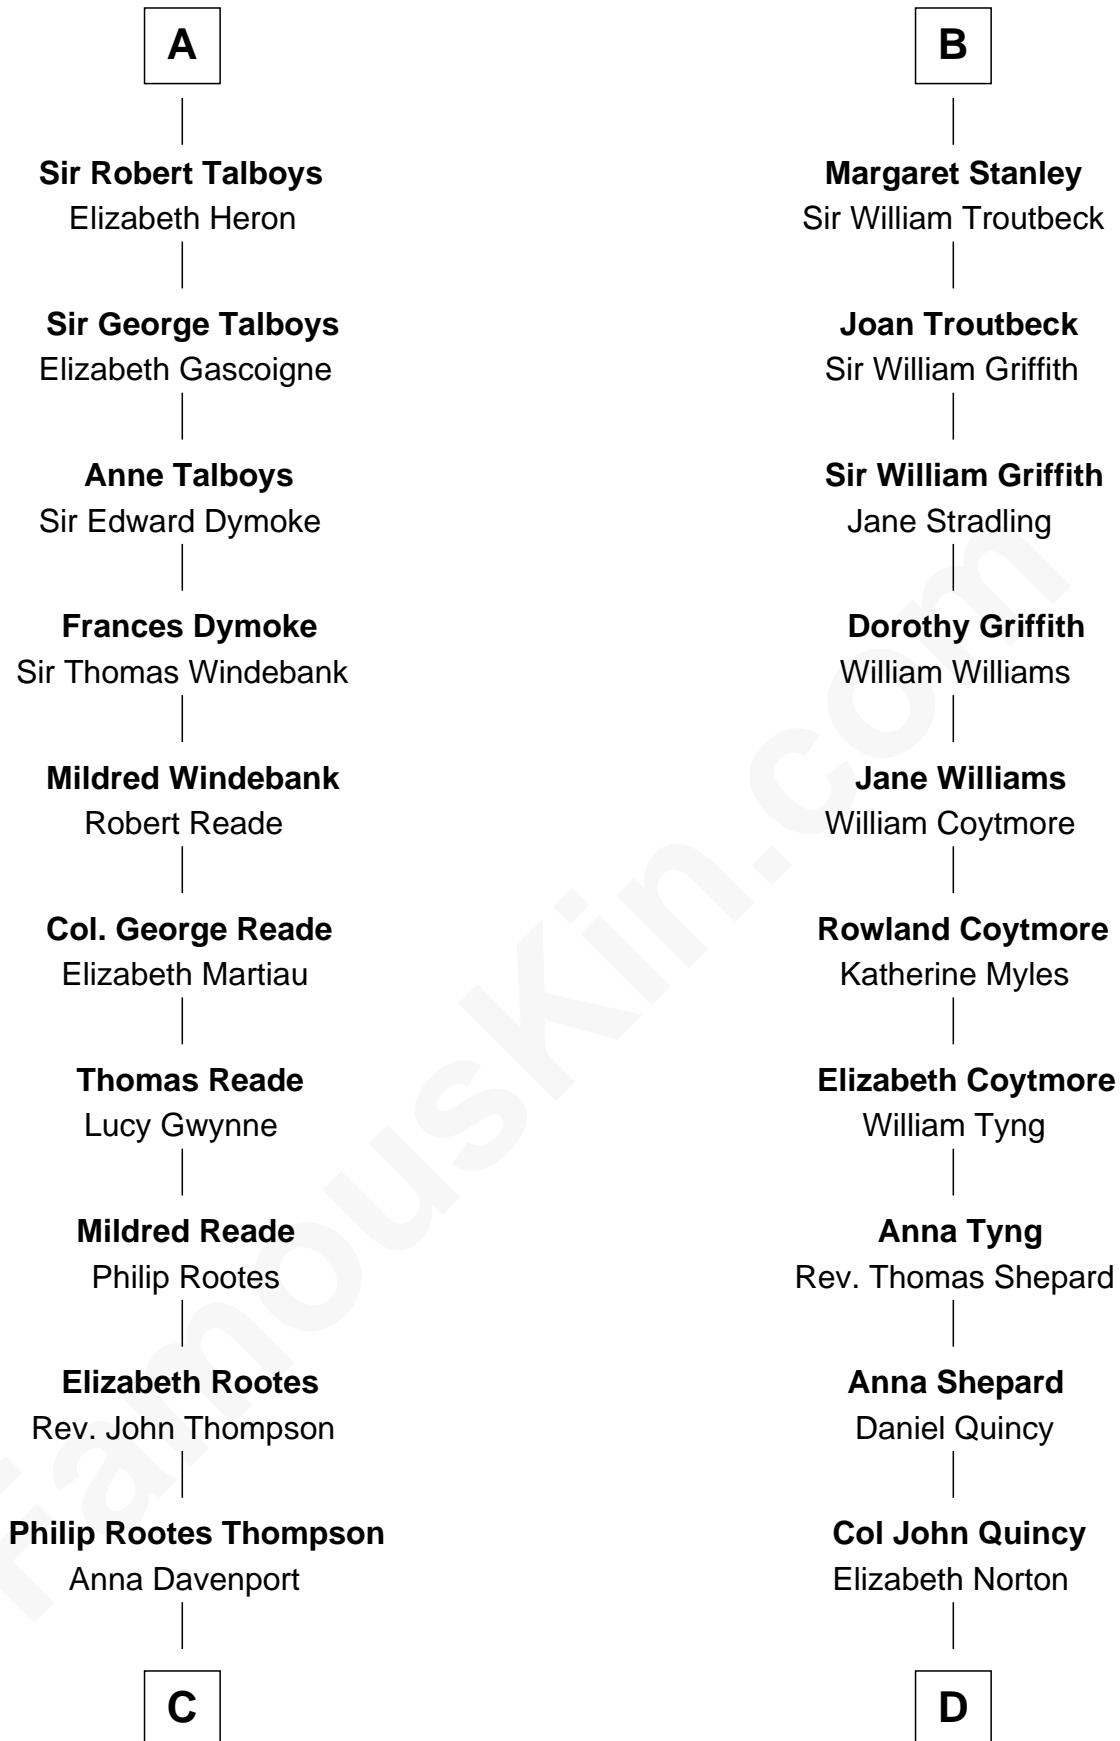 A
Sir Robert Talboys
Elizabeth Heron
Sir George Talboys
Elizabeth Gascoigne
Anne Talboys
Sir Edward Dymoke
Frances Dymoke
Sir Thomas Windebank
Mildred Windebank
Robert Reade
Col. George Reade
Elizabeth Martiau
Thomas Reade
Lucy Gwynne
Mildred Reade
Philip Rootes
Elizabeth Rootes
Rev. John Thompson
Philip Rootes Thompson
Anna Davenport
C
B
Margaret Stanley
Sir William Troutbeck
Joan Troutbeck
Sir William Griffith
Sir William Griffith
Jane Stradling
Dorothy Griffith
William Williams
Jane Williams
William Coytmore
Rowland Coytmore
Katherine Myles
Elizabeth Coytmore
William Tyng
Anna Tyng
Rev. Thomas Shepard
Anna Shepard
Daniel Quincy
Col John Quincy
Elizabeth Norton
D
FamousKin.com